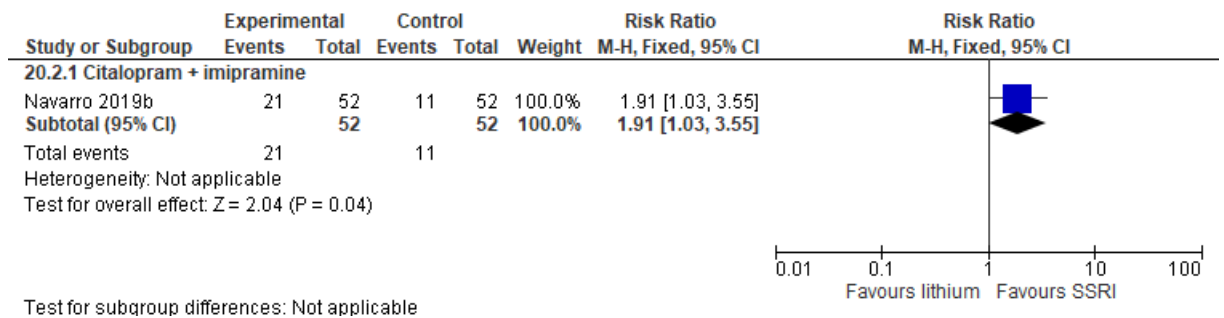 Experimental Control Risk Ratio Risk Ratio
Study or Subgroup Events Total Events Total Weight M-H, Fixed, 95% CI M-H, Fixed, 95% CI
20.2.1 Citalopram + imipramine
Navarro 2019b 21 52 11 52 100.0% 1.91 [1.03, 3.55]
Subtotal (95% CI) 52 52 100.0% 1.91 [1.03, 3.55]
Total events 21 11
Heterogeneity: Not applicable
Test for overall effect: Z = 2.04 (P = 0.04)
0.01 0.1 1 10 100
Favours lithium Favours SSRI
Test for subgroup differences: Not applicable